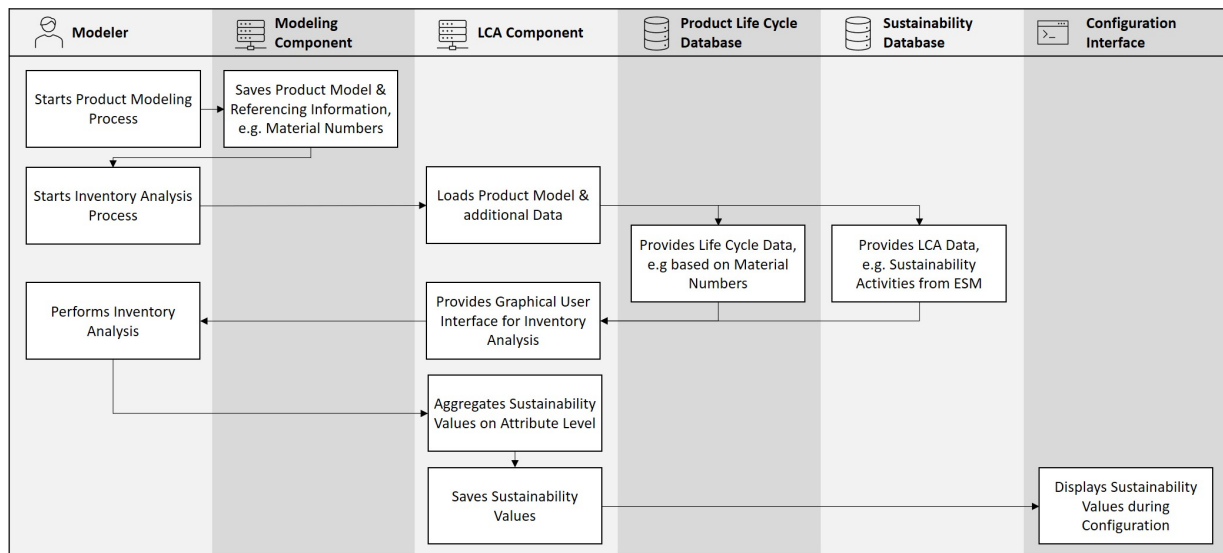 Modeler
Modeling
Component
LCA Component
Product Life Cycle
Database
Sustainability
Database
Configuration
Interface
Starts Product Modeling
Process
Saves Product Model &
Referencing Information,
e.g. Material Numbers
Starts Inventory Analysis
Process
Loads Product Model &
additional Data
Provides Life Cycle Data,
e.g based on Material
Numbers
Provides LCA Data,
e.g. Sustainability
Activities from ESM
Performs Inventory
Analysis
Provides Graphical User
Interface for Inventory
Analysis
Aggregates Sustainability
Values on Attribute Level
Saves Sustainability
Values
Displays Sustainability
Values during
Configuration